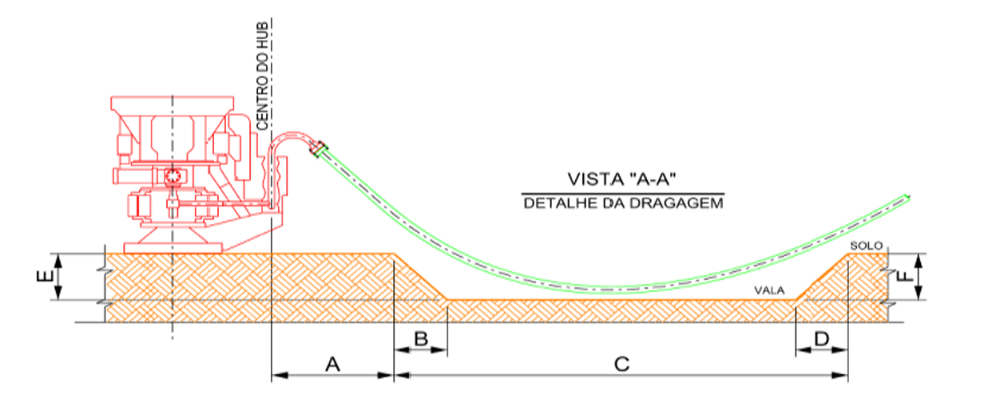 CENTRO DO HUB
VISTA "A-A"
DETALHE DA DRAGAGEM
SOLO
E
F
VALA
B
D
A
C